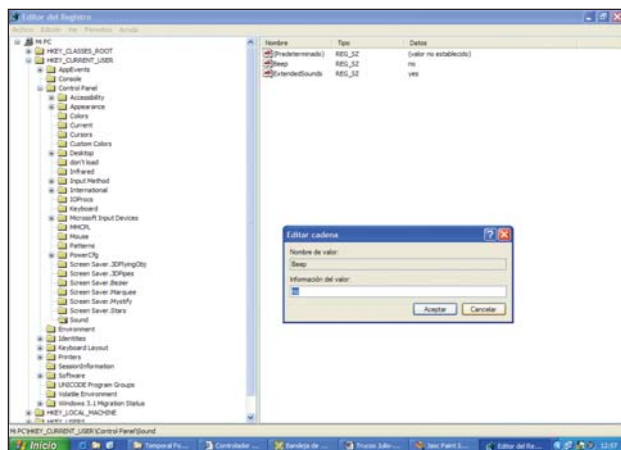 Editor del Registro
Archivo Edición Ver Favoritos Ayuda
Mi PC
HKEY_CLASSES_ROOT
HKEY_CURRENT_USER
AppEvents
Console
Control Panel
Accessibility
Appearance
Colors
Current
Cursors
Custom Colors
Desktop
don't load
Infrared
Input Method
International
IOProcs
Keyboard
Microsoft Input Devices
MMCPL
Mouse
Patterns
PowerCfg
Screen Saver.3DFlyingObj
Screen Saver.3DPipes
Screen Saver.Bezier
Screen Saver.Marquee
Screen Saver.Mystify
Screen Saver.Stars
Sound
Environment
Identities
Keyboard Layout
Printers
SessionInformation
Software
UNICODE Program Groups
Volatile Environment
Windows 3.1 Migration Status
HKEY_LOCAL_MACHINE
HKEY_USERS
Nombre Tipo Datos
(Predeterminado) REG_SZ (valor no establecido)
Beep REG_SZ no
ExtendedSounds REG_SZ yes
Editar cadena
Nombre de valor:
Beep
Información del valor:
no
Aceptar Cancelar
Mi PC\HKEY_CURRENT_USER\Control Panel\Sound
Inicio Temporal Fo... Controlador ... Bandeja de ... Trucos Julio-... Jasc Paint S... Editor del Re... 12:57